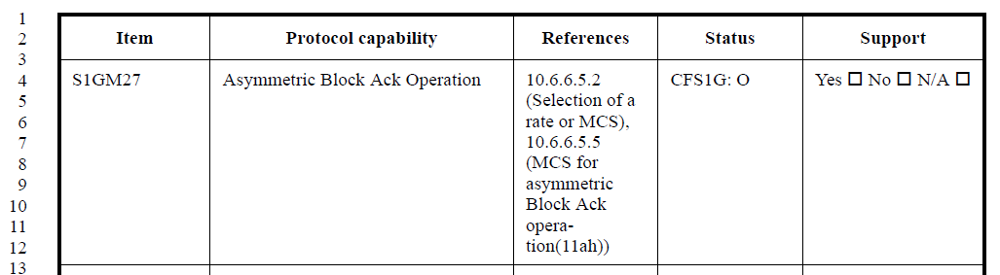 1
2
3
4
5
6
7
8
9
10
11
12
13
Item Protocol capability References Status Support
S1GM27 Asymmetric Block Ack Operation 10.6.6.5.2 CFS1G: O Yes ☐ No ☐ N/A ☐
(Selection of a
rate or MCS),
10.6.6.5.5
(MCS for
asymmetric
Block Ack
opera-
tion(11ah))